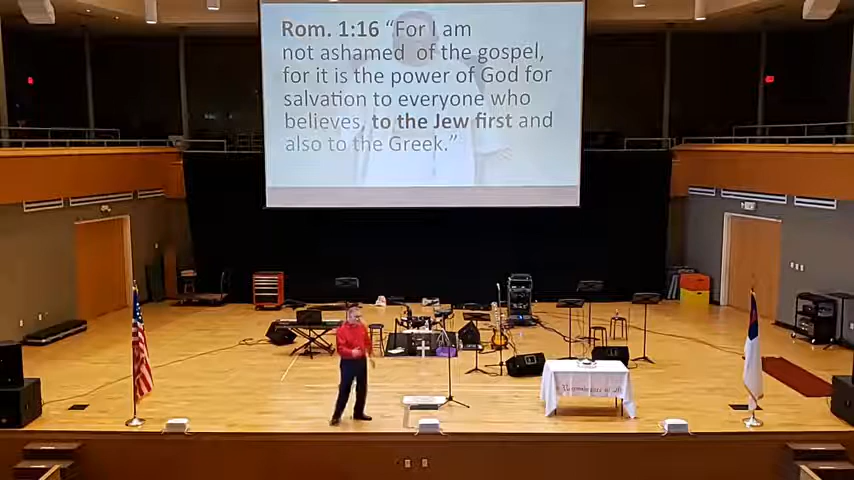 Rom. 1:16 “For I am
not ashamed of the gospel,
for it is the power of God for
salvation to everyone who
believes, to the Jew first and
also to the Greek.”